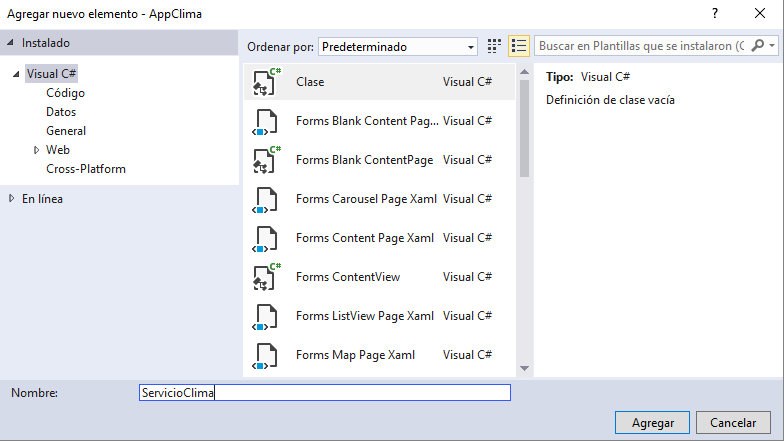 Agregar nuevo elemento - AppClima ? ×
Instalado
Ordenar por: Predeterminado
Buscar en Plantillas que se instalaron (C
Visual C#
Código
Datos
General
Web
Cross-Platform
En línea
C# Clase Visual C#
Forms Blank Content Pag... Visual C#
C# Forms Blank ContentPage Visual C#
Forms Carousel Page Xaml Visual C#
Forms Content Page Xaml Visual C#
C# Forms ContentView Visual C#
Forms ListView Page Xaml Visual C#
Forms Map Page Xaml Visual C#
Tipo: Visual C#
Definición de clase vacía
Nombre: ServicioClima
Agregar Cancelar